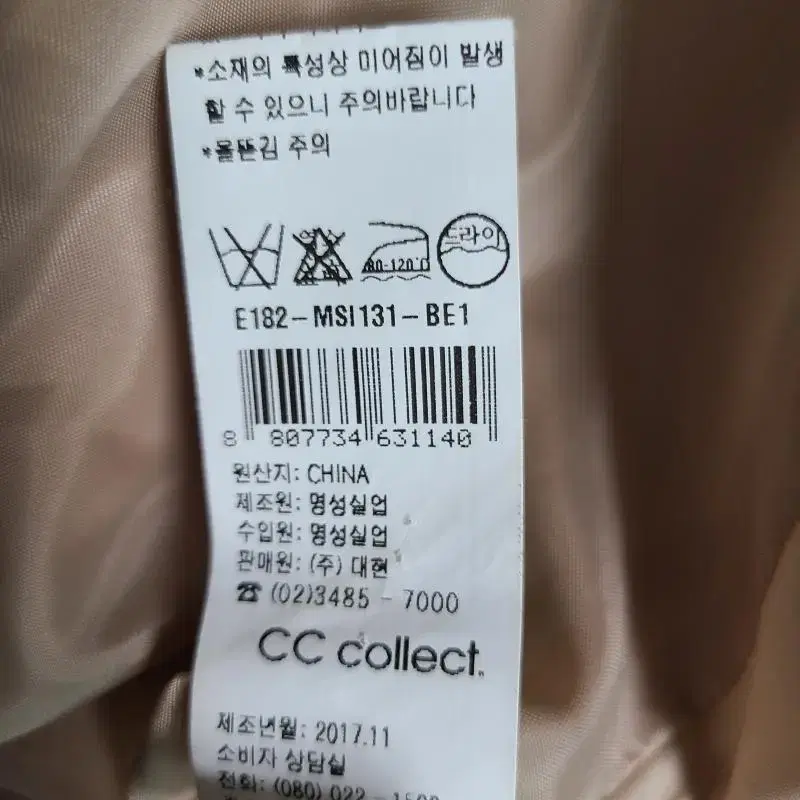 *소재의 특성상 미어짐이 발생
할 수 있으니 주의바랍니다
*올뜯김 주의
드라이
80-120℃
E182-MSI131-BE1
8 807734 631140
원산지: CHINA
제조원: 명성실업
수입원: 명성실업
판매원: (주) 대현
☎ (02)3485 - 7000
CC collect.
제조년월: 2017.11
소비자 상담실
전화: (080) 022 -